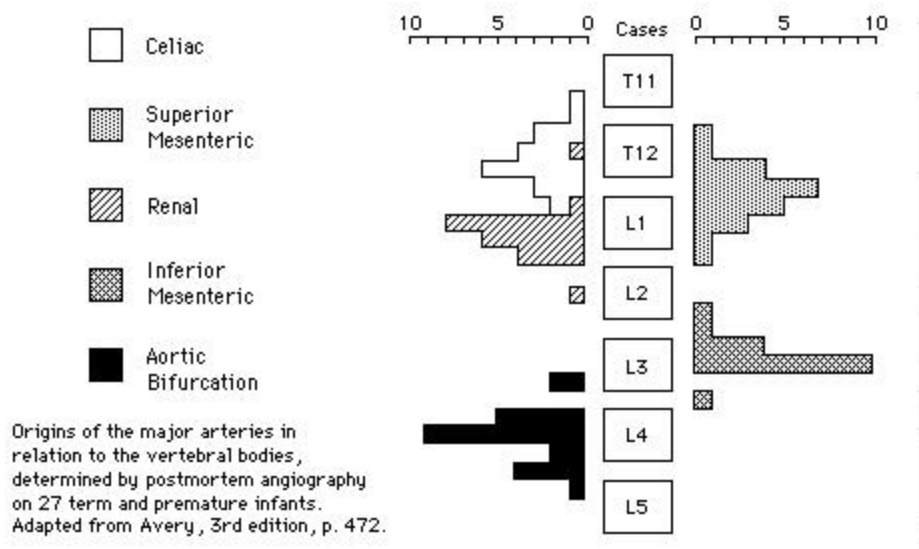 10 5 0 Cases 0 5 10
Celiac
Superior
Mesenteric
Renal
Inferior
Mesenteric
Aortic
Bifurcation
T11
T12
L1
L2
L3
L4
L5
Origins of the major arteries in
relation to the vertebral bodies,
determined by postmortem angiography
on 27 term and premature infants.
Adapted from Avery, 3rd edition, p. 472.